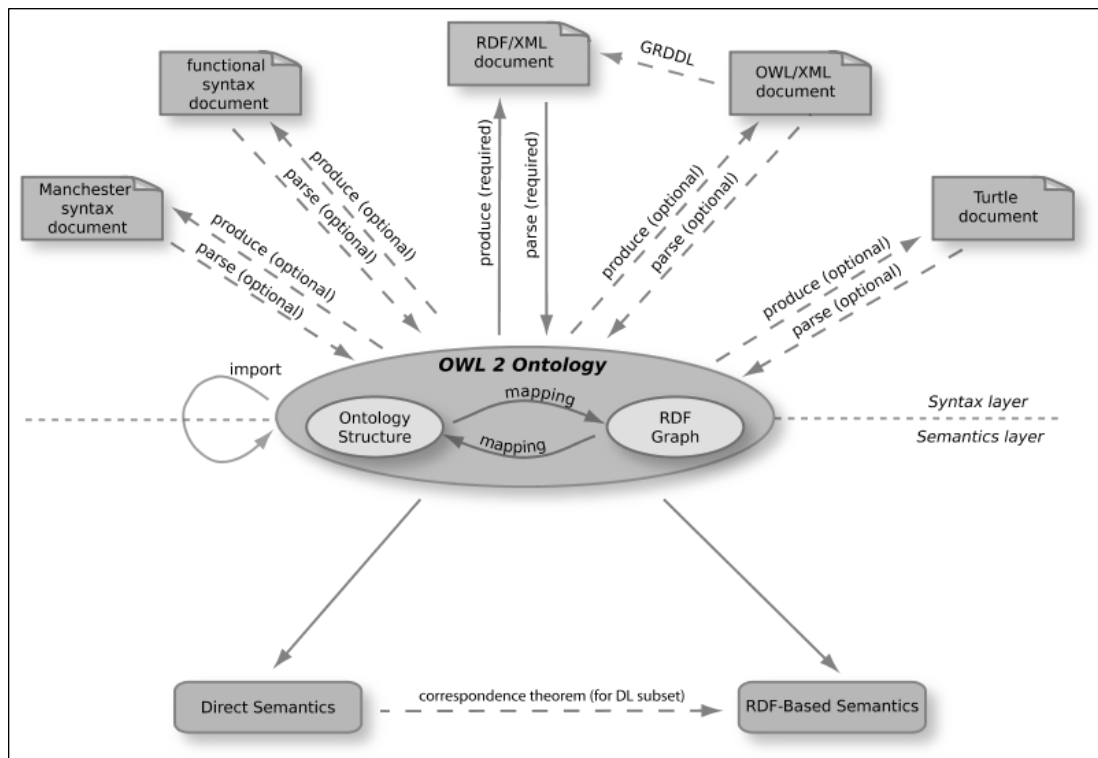 functional
syntax
document
RDF/XML
document
GRDDL
OWL/XML
document
Manchester
syntax
document
Turtle
document
produce (optional)
parse (optional)
produce (optional)
parse (optional)
produce (required)
parse (required)
produce (optional)
parse (optional)
produce (optional)
parse (optional)
OWL 2 Ontology
import
mapping
Ontology
Structure
RDF
Graph
mapping
Syntax layer
Semantics layer
Direct Semantics
correspondence theorem (for DL subset)
RDF-Based Semantics